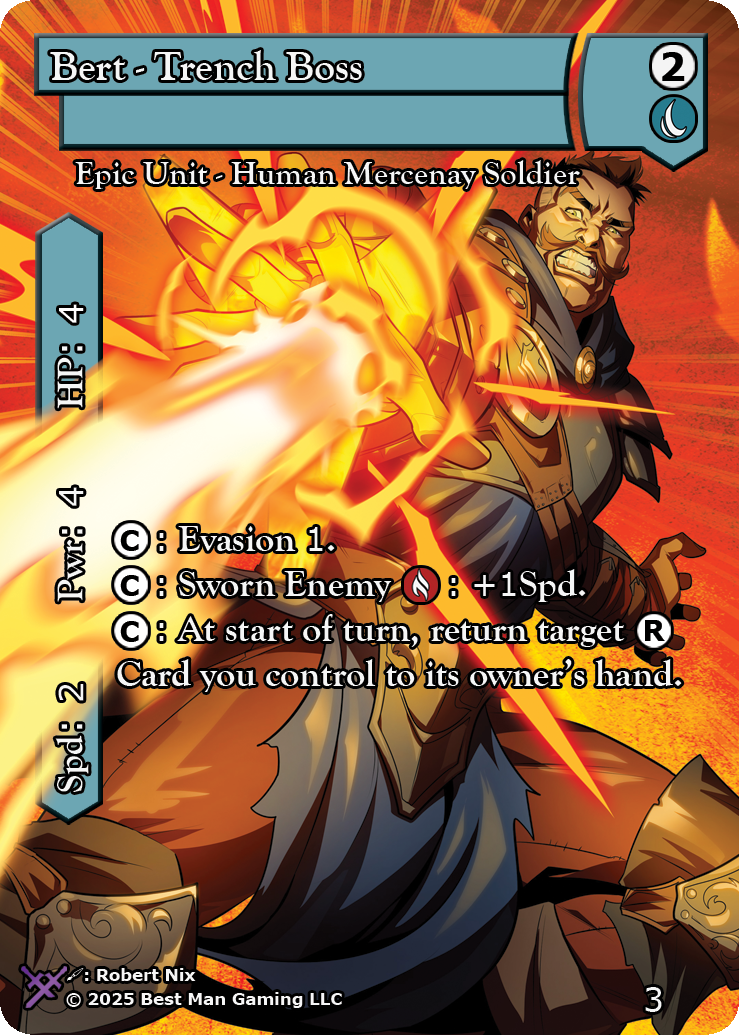 Bert - Trench Boss
2
Epic Unit - Human Mercenay Soldier
HP: 4
Pwr: 4
Spd: 2
C : Evasion 1.
C : Sworn Enemy : +1Spd.
C : At start of turn, return target R
Card you control to its owner's hand.
: Robert Nix
© 2025 Best Man Gaming LLC
3